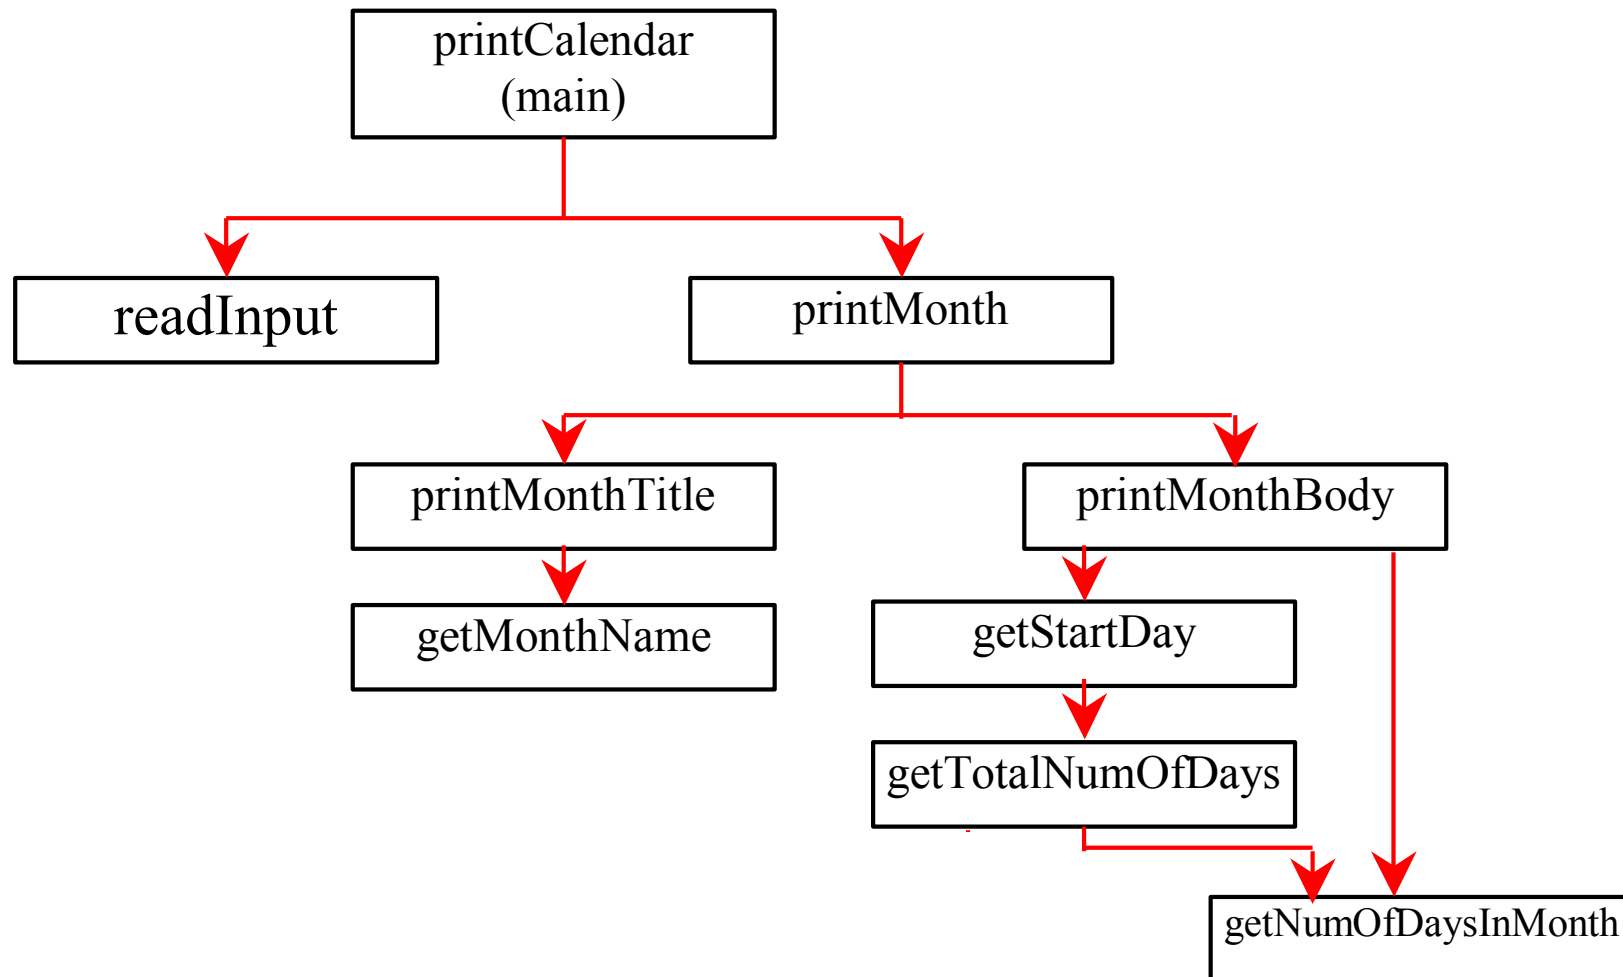 printCalendar
(main)
readInput
printMonth
printMonthTitle
printMonthBody
getMonthName
getStartDay
getTotalNumOfDays
getNumOfDaysInMonth